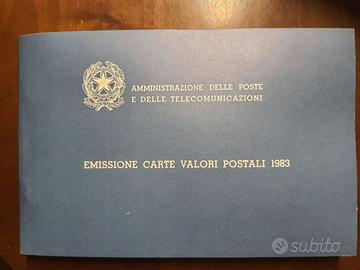 AMMINISTRAZIONE DELLE POSTE
E DELLE TELECOMUNICAZIONI
EMISSIONE CARTE VALORI POSTALI 1983
subito